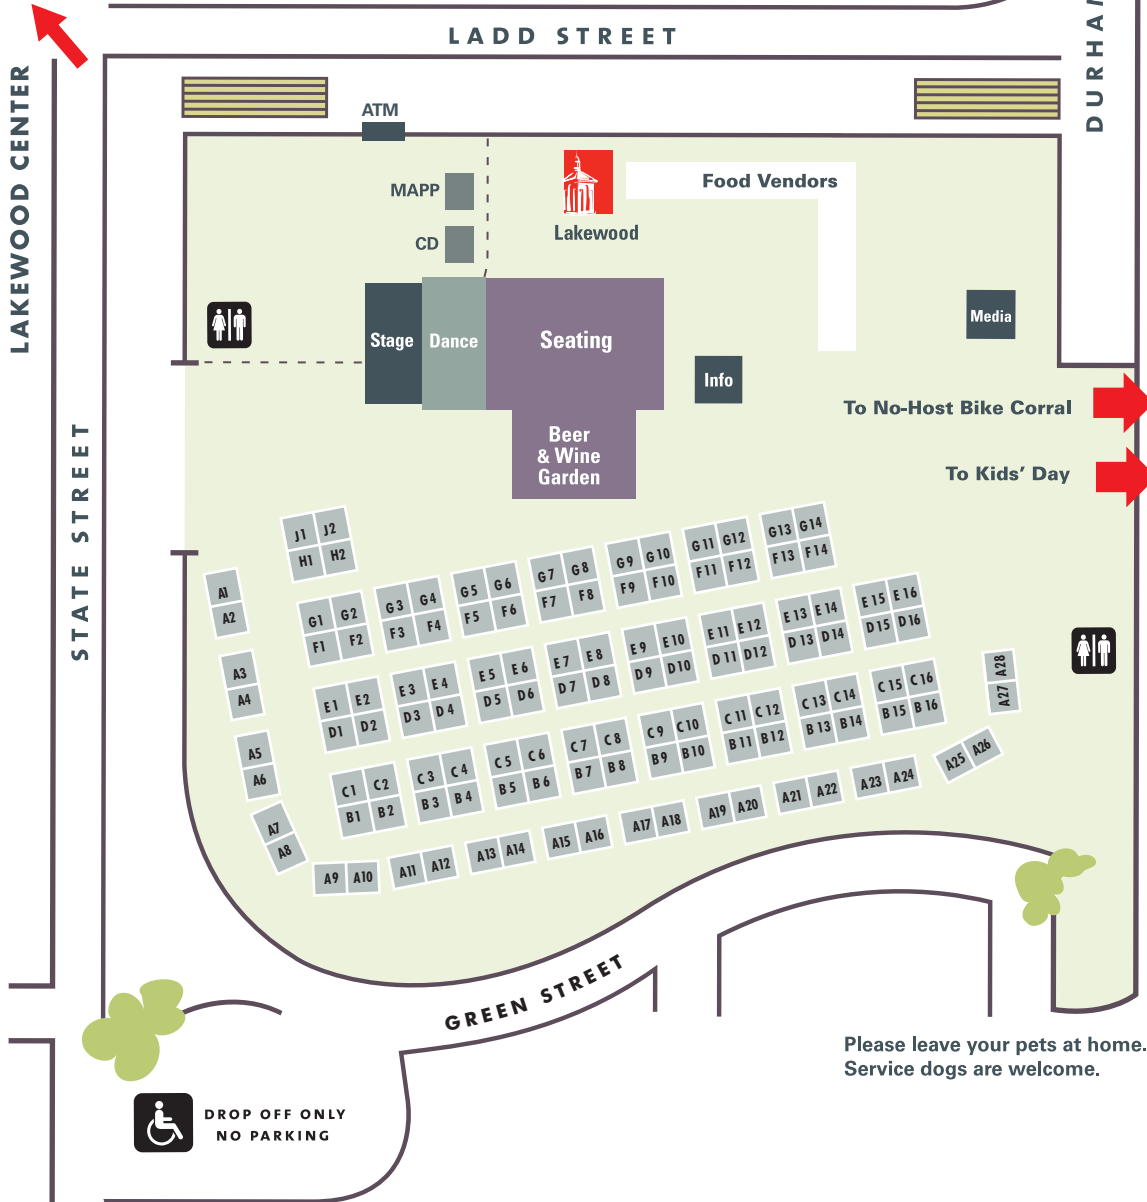 LADD STREET
DURHAM
LAKEWOOD CENTER
ATM
MAPP
CD
Lakewood
Food Vendors
Stage
Dance
Seating
Media
Info
To No-Host Bike Corral
Beer
& Wine
Garden
To Kids' Day
STATE STREET
J1 J2
H1 H2
G1 G2
F1 F2
G3 G4
F3 F4
G5 G6
F5 F6
G7 G8
F7 F8
G9 G10
F9 F10
G11 G12
F11 F12
G13 G14
F13 F14
E1 E2
D1 D2
E3 E4
D3 D4
E5 E6
D5 D6
E7 E8
D7 D8
E9 E10
D9 D10
E11 E12
D11 D12
E13 E14
D13 D14
E15 E16
D15 D16
C1 C2
B1 B2
C3 C4
B3 B4
C5 C6
B5 B6
C7 C8
B7 B8
C9 C10
B9 B10
C11 C12
B11 B12
C13 C14
B13 B14
C15 C16
B15 B16
A1
A2
A3
A4
A5
A6
A7
A8
A9 A10
A11 A12
A13 A14
A15 A16
A17 A18
A19 A20
A21 A22
A23 A24
A25 A26
A27 A28
GREEN STREET
Please leave your pets at home.
Service dogs are welcome.
DROP OFF ONLY
NO PARKING